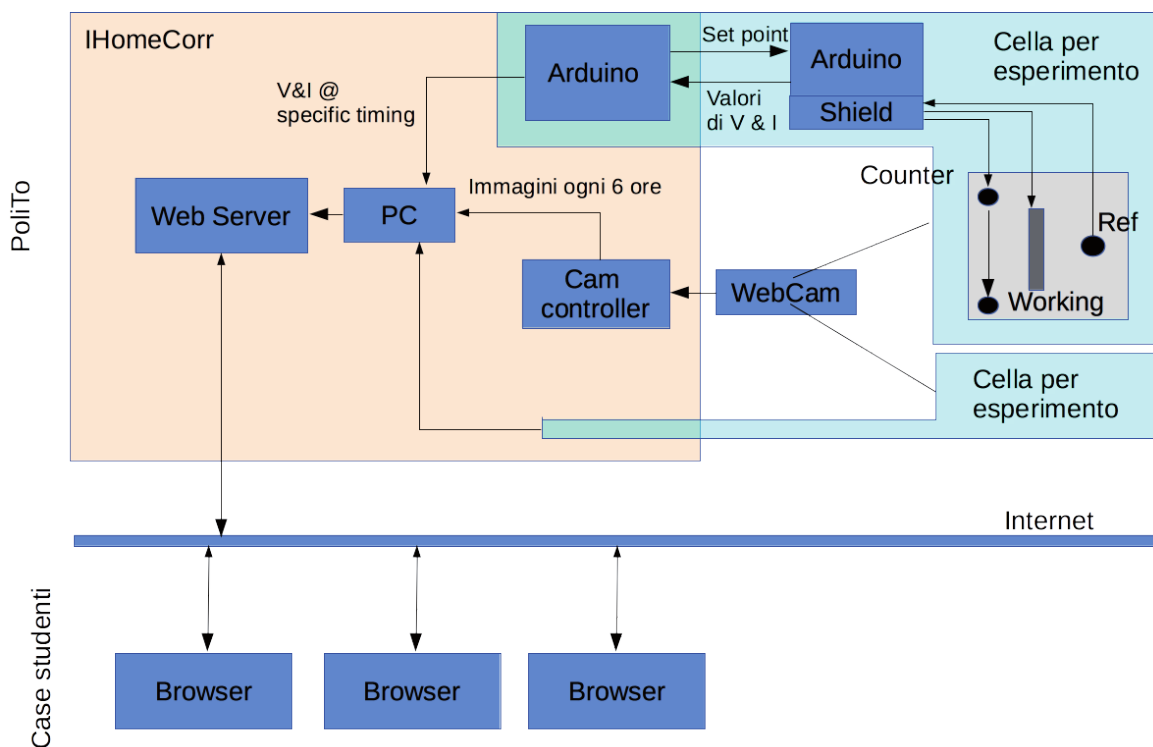 IHomeCorr
Arduino
Set point
Arduino
Cella per
esperimento
V&I @
specific timing
Valori
di V & I
Shield
Counter
Immagini ogni 6 ore
Web Server
PC
Ref
Cam
controller
WebCam
Working
Cella per
esperimento
PoliTo
Internet
Case studenti
Browser
Browser
Browser